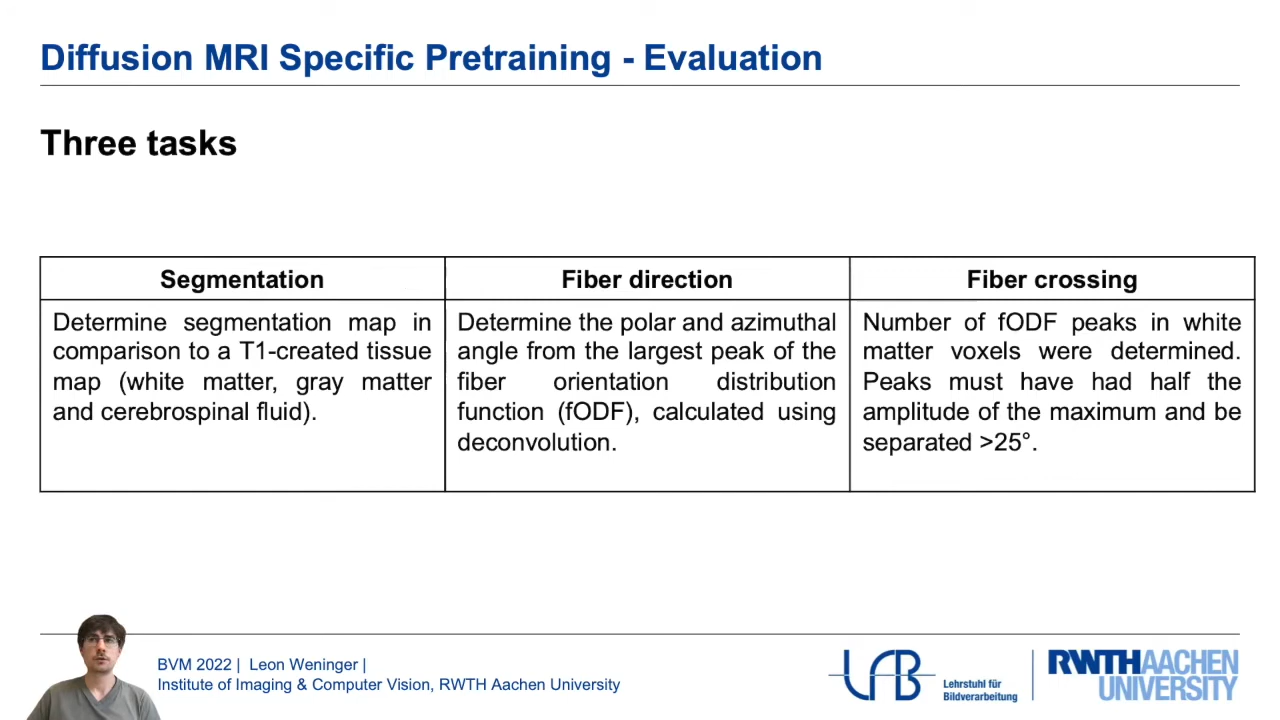 Diffusion MRI Specific Pretraining - Evaluation
Three tasks
Segmentation
Determine segmentation map in
comparison to a T1-created tissue
map (white matter, gray matter
and cerebrospinal fluid).
Fiber direction
Determine the polar and azimuthal
angle from the largest peak of the
fiber orientation distribution
function (fODF), calculated using
deconvolution.
Fiber crossing
Number of fODF peaks in white
matter voxels were determined.
Peaks must have had half the
amplitude of the maximum and be
separated >25°.
BVM 2022 | Leon Weninger |
Institute of Imaging & Computer Vision, RWTH Aachen University
LFB
Lehrstuhl für
Bildverarbeitung
RWTHAACHEN
UNIVERSITY